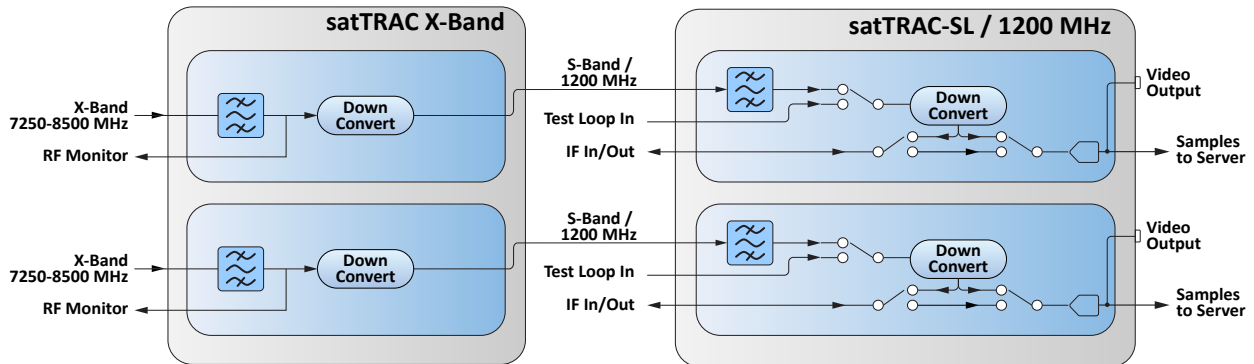 satTRAC X-Band
satTRAC-SL / 1200 MHz
X-Band
7250-8500 MHz
RF Monitor
Down
Convert
S-Band /
1200 MHz
Test Loop In
IF In/Out
Down
Convert
Video
Output
Samples
to Server
X-Band
7250-8500 MHz
RF Monitor
Down
Convert
S-Band /
1200 MHz
Test Loop In
IF In/Out
Down
Convert
Video
Output
Samples
to Server